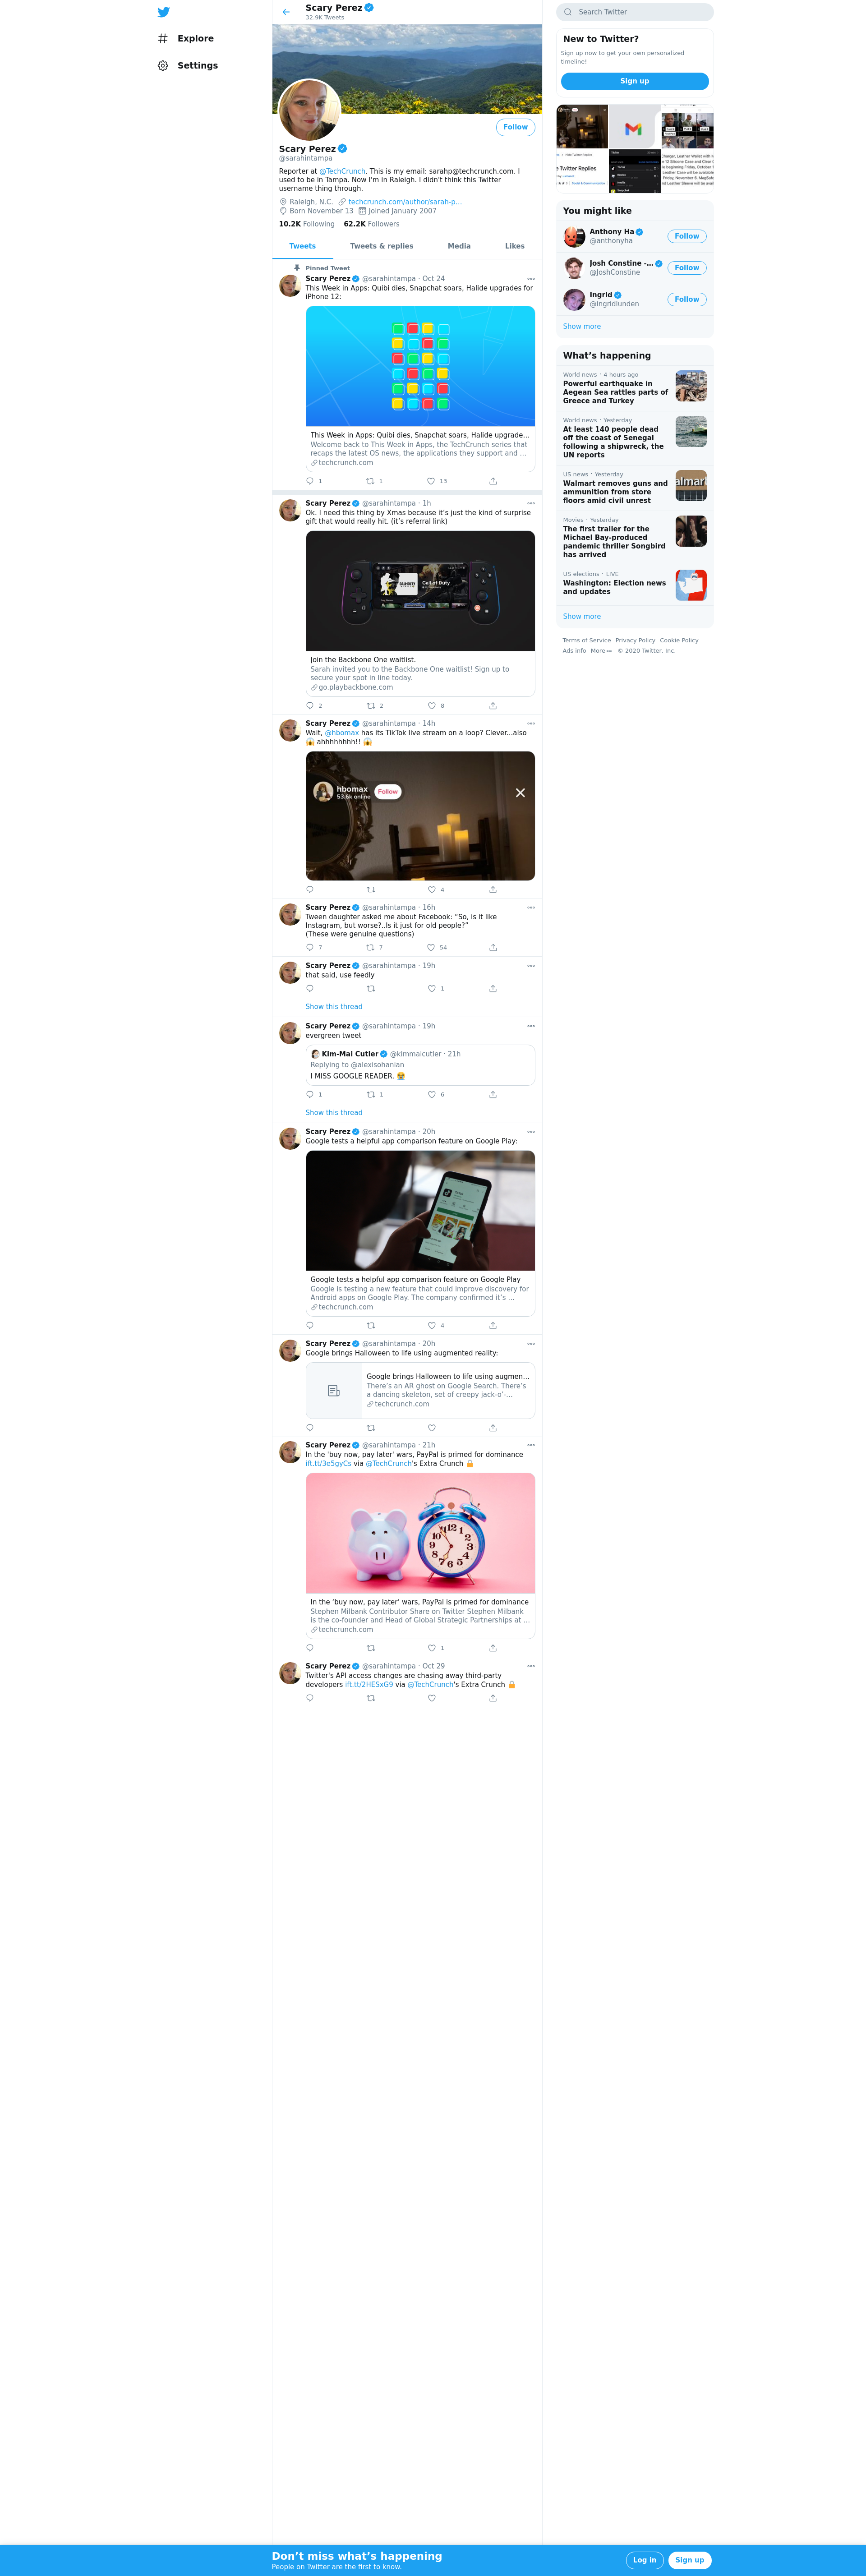 Explore
Settings
Scary Perez
32.9K Tweets
Follow
Scary Perez
@sarahintampa
Reporter at @TechCrunch. This is my email: sarahp@techcrunch.com. I
used to be in Tampa. Now I'm in Raleigh. I didn't think this Twitter
username thing through.
Raleigh, N.C. techcrunch.com/author/sarah-p…
Born November 13 Joined January 2007
10.2K Following 62.2K Followers
Tweets Tweets & replies Media Likes
Pinned Tweet
Scary Perez @sarahintampa · Oct 24
This Week in Apps: Quibi dies, Snapchat soars, Halide upgrades for
iPhone 12:
This Week in Apps: Quibi dies, Snapchat soars, Halide upgrade…
Welcome back to This Week in Apps, the TechCrunch series that
recaps the latest OS news, the applications they support and …
techcrunch.com
1 1 13
Scary Perez @sarahintampa · 1h
Ok. I need this thing by Xmas because it’s just the kind of surprise
gift that would really hit. (it’s referral link)
CALL OF DUTY
Join the Backbone One waitlist.
Sarah invited you to the Backbone One waitlist! Sign up to
secure your spot in line today.
go.playbackbone.com
2 2 8
Scary Perez @sarahintampa · 14h
Wait, @hbomax has its TikTok live stream on a loop? Clever...also
😱 ahhhhhhhh!! 😱
hbomax
53.6k online
Follow
4
Scary Perez @sarahintampa · 16h
Tween daughter asked me about Facebook: “So, is it like
Instagram, but worse?..Is it just for old people?”
(These were genuine questions)
7 7 54
Scary Perez @sarahintampa · 19h
that said, use feedly
1
Show this thread
Scary Perez @sarahintampa · 19h
evergreen tweet
Kim-Mai Cutler @kimmaicutler · 21h
Replying to @alexisohanian
I MISS GOOGLE READER. 😭
1 1 6
Show this thread
Scary Perez @sarahintampa · 20h
Google tests a helpful app comparison feature on Google Play:
Google tests a helpful app comparison feature on Google Play
Google is testing a new feature that could improve discovery for
Android apps on Google Play. The company confirmed it’s …
techcrunch.com
4
Scary Perez @sarahintampa · 20h
Google brings Halloween to life using augmented reality:
Google brings Halloween to life using augmen…
There’s an AR ghost on Google Search. There’s
a dancing skeleton, set of creepy jack-o’-…
techcrunch.com
Scary Perez @sarahintampa · 21h
In the 'buy now, pay later' wars, PayPal is primed for dominance
ift.tt/3e5gyCs via @TechCrunch's Extra Crunch 🔒
In the ‘buy now, pay later’ wars, PayPal is primed for dominance
Stephen Milbank Contributor Share on Twitter Stephen Milbank
is the co-founder and Head of Global Strategic Partnerships at …
techcrunch.com
1
Scary Perez @sarahintampa · Oct 29
Twitter's API access changes are chasing away third-party
developers ift.tt/2HESxG9 via @TechCrunch's Extra Crunch 🔒
Search Twitter
New to Twitter?
Sign up now to get your own personalized
timeline!
Sign up
You might like
Anthony Ha
@anthonyha
Follow
Josh Constine -…
@JoshConstine
Follow
Ingrid
@ingridlunden
Follow
Show more
What’s happening
World news · 4 hours ago
Powerful earthquake in
Aegean Sea rattles parts of
Greece and Turkey
World news · Yesterday
At least 140 people dead
off the coast of Senegal
following a shipwreck, the
UN reports
US news · Yesterday
Walmart removes guns and
ammunition from store
floors amid civil unrest
Movies · Yesterday
The first trailer for the
Michael Bay-produced
pandemic thriller Songbird
has arrived
US elections · LIVE
Washington: Election news
and updates
Show more
Terms of Service Privacy Policy Cookie Policy
Ads info More © 2020 Twitter, Inc.
Don’t miss what’s happening
People on Twitter are the first to know.
Log in
Sign up